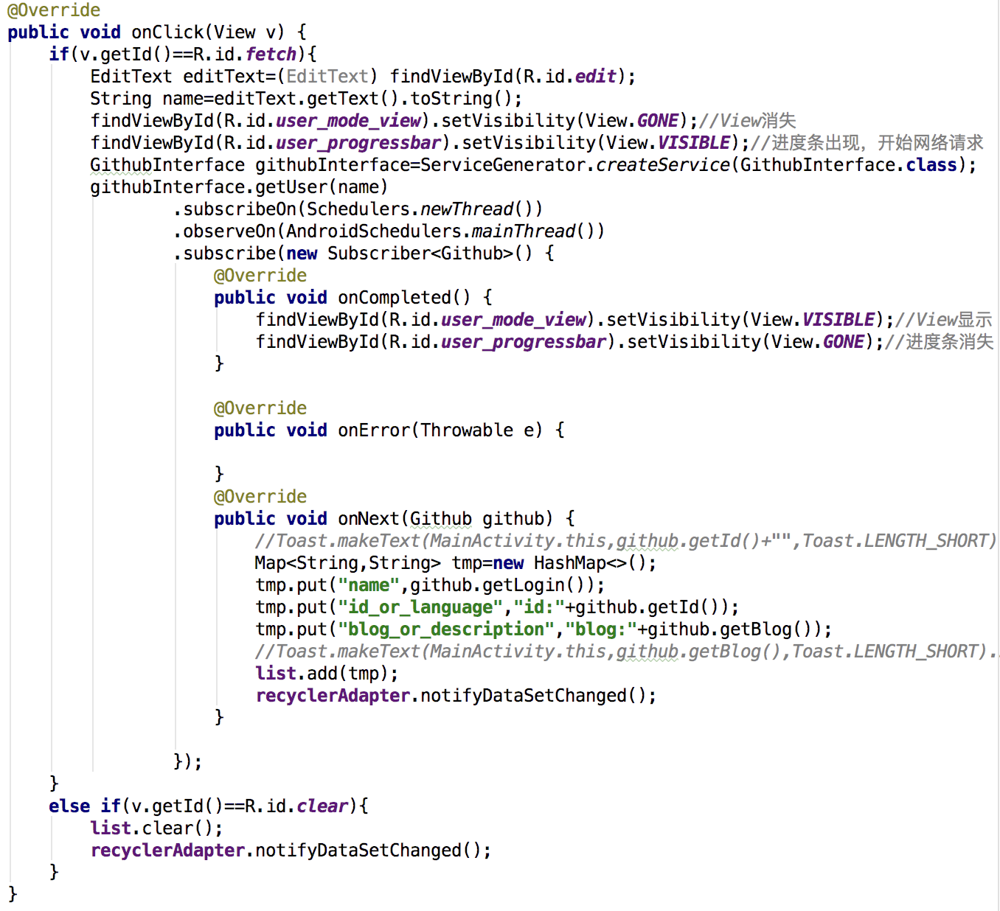 @Override
public void onClick(View v) {
if(v.getId()==R.id.fetch){
EditText editText=(EditText) findViewById(R.id.edit);
String name=editText.getText().toString();
findViewById(R.id.user_mode_view).setVisibility(View.GONE);//View消失
findViewById(R.id.user_progressbar).setVisibility(View.VISIBLE);//进度条出现，开始网络请求
GithubInterface githubInterface=ServiceGenerator.createService(GithubInterface.class);
githubInterface.getUser(name)
.subscribeOn(Schedulers.newThread())
.observeOn(AndroidSchedulers.mainThread())
.subscribe(new Subscriber<Github>() {
@Override
public void onCompleted() {
findViewById(R.id.user_mode_view).setVisibility(View.VISIBLE);//View显示
findViewById(R.id.user_progressbar).setVisibility(View.GONE);//进度条消失
}
@Override
public void onError(Throwable e) {
}
@Override
public void onNext(Github github) {
//Toast.makeText(MainActivity.this,github.getId()+"",Toast.LENGTH_SHORT)
Map<String,String> tmp=new HashMap<>();
tmp.put("name",github.getLogin());
tmp.put("id_or_language","id:"+github.getId());
tmp.put("blog_or_description","blog:"+github.getBlog());
//Toast.makeText(MainActivity.this,github.getBlog(),Toast.LENGTH_SHORT).
list.add(tmp);
recyclerAdapter.notifyDataSetChanged();
}
});
}
else if(v.getId()==R.id.clear){
list.clear();
recyclerAdapter.notifyDataSetChanged();
}
}